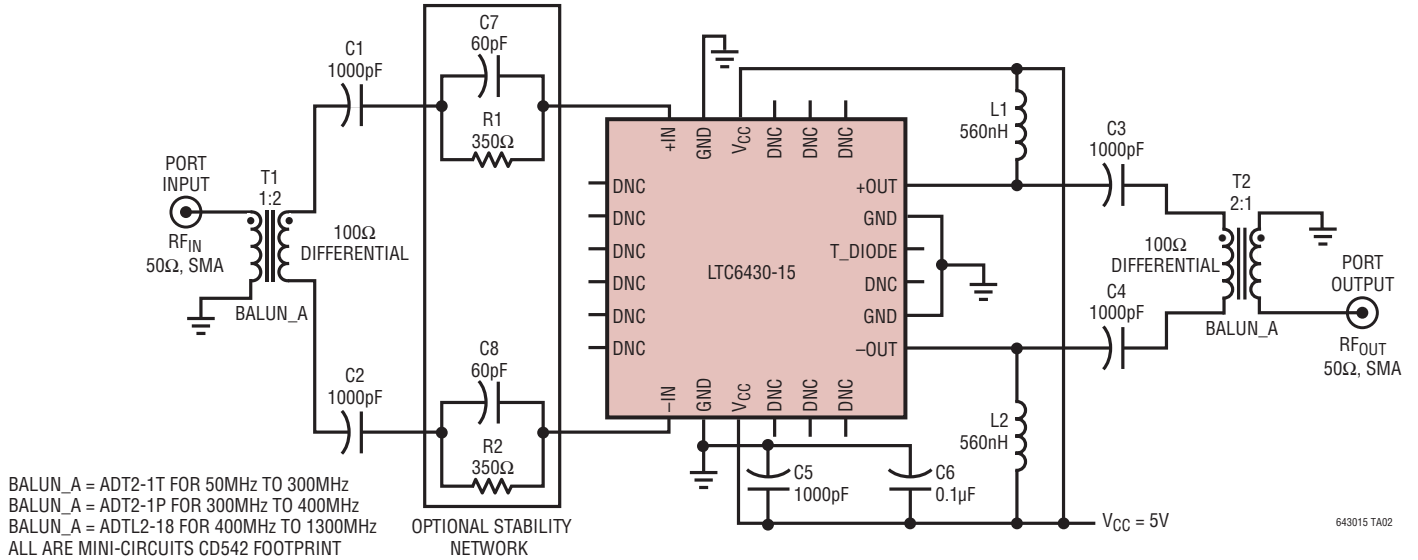 C7
60pF
C1
1000pF
R1
350Ω
PORT
INPUT
T1
1:2
RFIN
50Ω, SMA
100Ω
DIFFERENTIAL
BALUN_A
C2
1000pF
C8
60pF
R2
350Ω
OPTIONAL STABILITY
NETWORK
+IN
GND
VCC
DNC
DNC
DNC
DNC
DNC
DNC
DNC
DNC
DNC
LTC6430-15
+OUT
GND
T_DIODE
DNC
GND
–OUT
–IN
GND
VCC
DNC
DNC
DNC
L1
560nH
C3
1000pF
T2
2:1
100Ω
DIFFERENTIAL
C4
1000pF
BALUN_A
PORT
OUTPUT
RFOUT
50Ω, SMA
L2
560nH
C5
1000pF
C6
0.1µF
VCC = 5V
BALUN_A = ADT2-1T FOR 50MHz TO 300MHz
BALUN_A = ADT2-1P FOR 300MHz TO 400MHz
BALUN_A = ADTL2-18 FOR 400MHz TO 1300MHz
ALL ARE MINI-CIRCUITS CD542 FOOTPRINT
643015 TA02